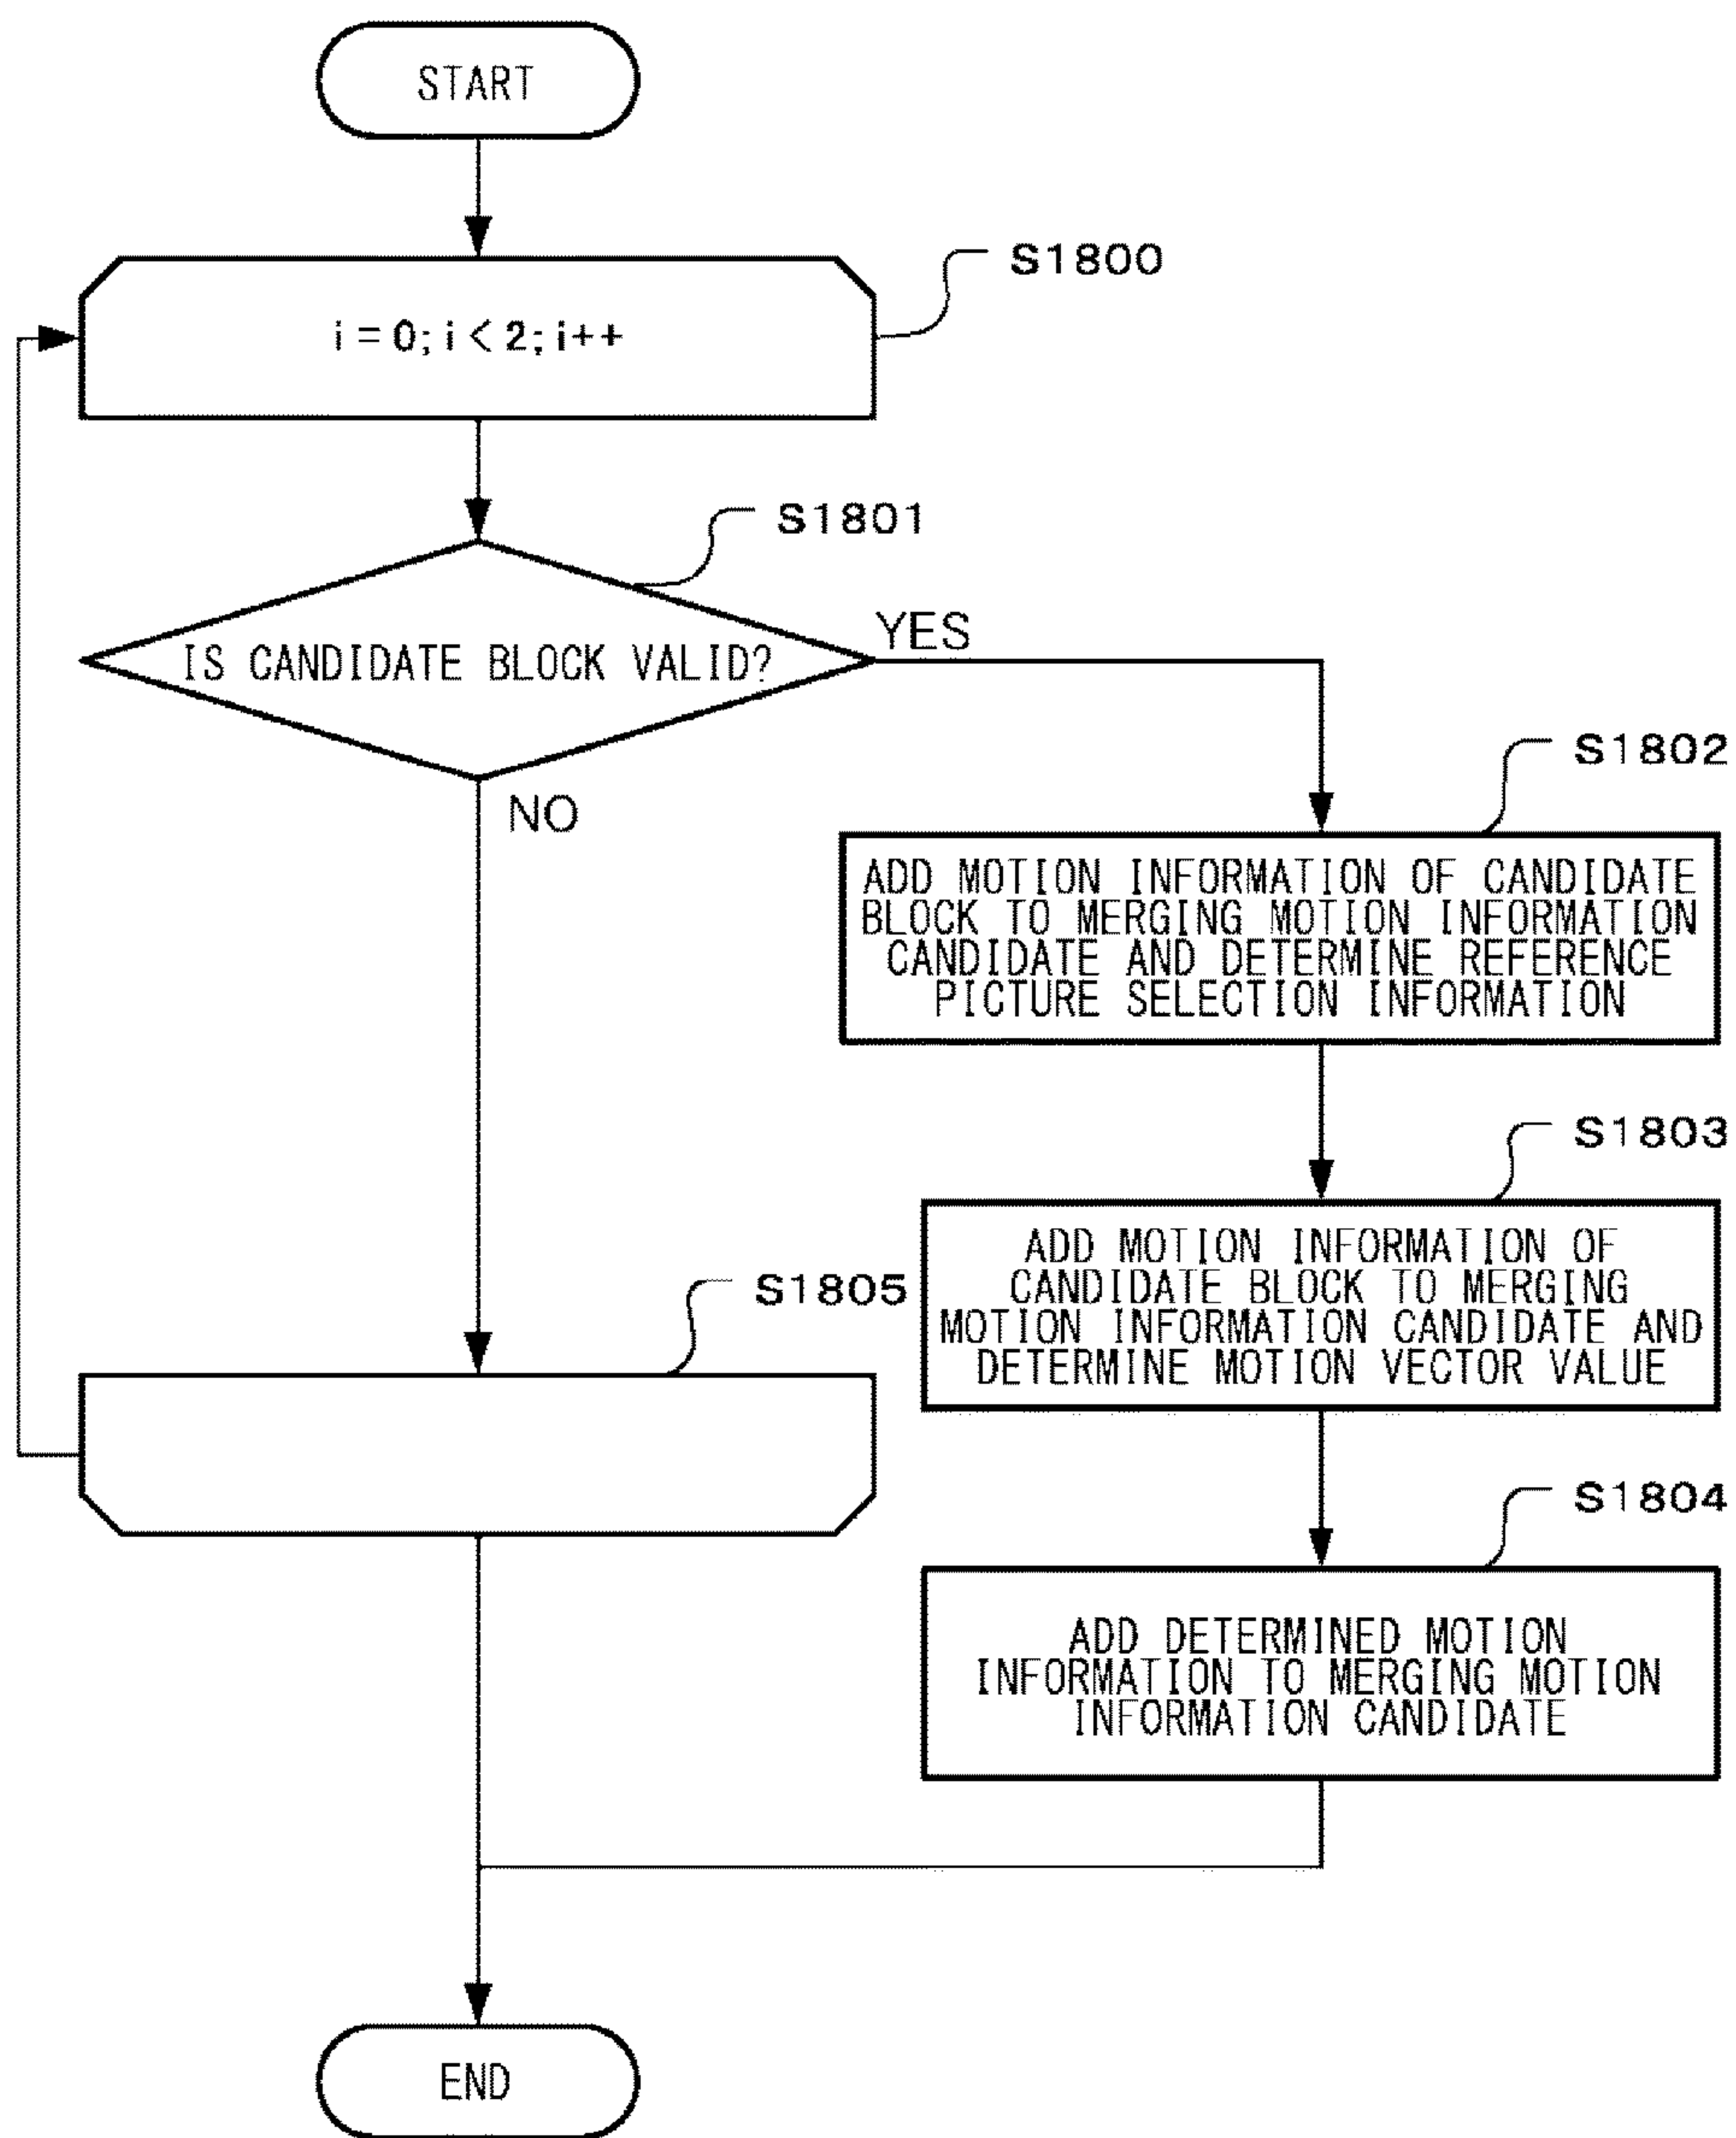 START
S1800
i = 0; i < 2; i++
S1801
IS CANDIDATE BLOCK VALID?
YES
NO
S1802
ADD MOTION INFORMATION OF CANDIDATE
BLOCK TO MERGING MOTION INFORMATION
CANDIDATE AND DETERMINE REFERENCE
PICTURE SELECTION INFORMATION
S1803
ADD MOTION INFORMATION OF
CANDIDATE BLOCK TO MERGING
MOTION INFORMATION CANDIDATE AND
DETERMINE MOTION VECTOR VALUE
S1805
S1804
ADD DETERMINED MOTION
INFORMATION TO MERGING MOTION
INFORMATION CANDIDATE
END